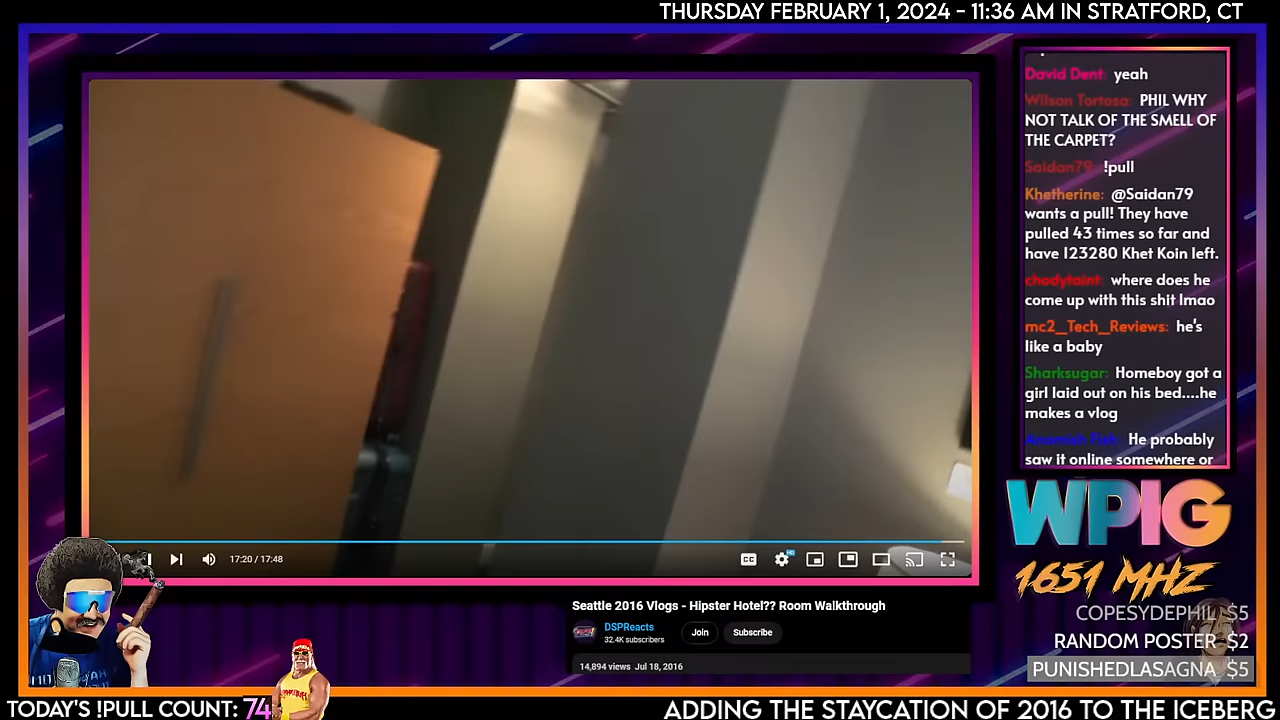 THURSDAY FEBRUARY 1, 2024 - 11:36 AM IN STRATFORD, CT
David Dent: yeah
Wilson Tortosa: PHIL WHY
NOT TALK OF THE SMELL OF
THE CARPET?
Saidan79: !pull
Khetherine: @Saidan79
wants a pull! They have
pulled 43 times so far and
have 123280 Khet Koin left.
chodytaint: where does he
come up with this shit lmao
mc2_Tech_Reviews: he's
like a baby
Sharksugar: Homeboy got a
girl laid out on his bed....he
makes a vlog
Anomish Fish: He probably
saw it online somewhere or
17:20 / 17:48
CC
HD
WPIG
1651 MHZ
Seattle 2016 Vlogs - Hipster Hotel?? Room Walkthrough
DSPReacts
32.4K subscribers
Join
Subscribe
14,894 views Jul 18, 2016
COPESYDEPHIL $5
RANDOM POSTER $2
PUNISHEDLASAGNA $5
TODAY'S !PULL COUNT: 74
ADDING THE STAYCATION OF 2016 TO THE ICEBERG